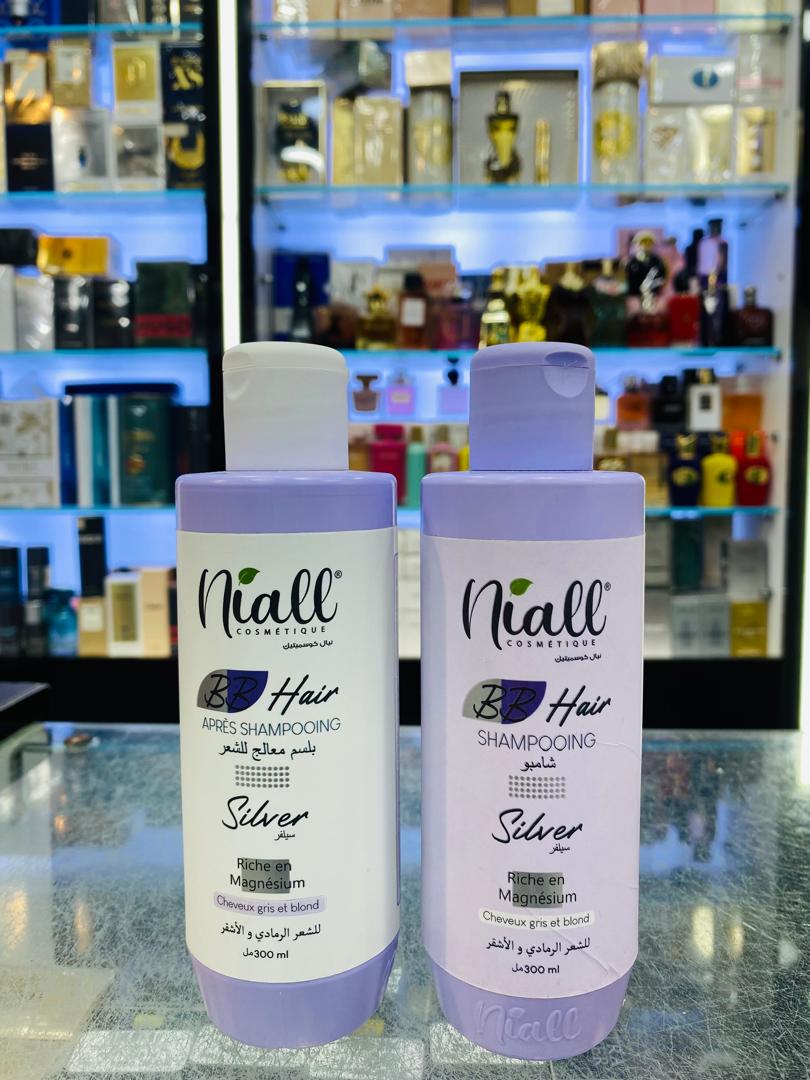 Niall®
COSMÉTIQUE
نيال كوسميتيك
BB Hair
APRÈS SHAMPOOING
بلسم معالج للشعر
Silver
سيلفر
Riche en
Magnésium
Cheveux gris et blond
للشعر الرمادي و الأشقر
300 ml مل
Niall®
COSMÉTIQUE
نيال كوسميتيك
BB Hair
SHAMPOOING
شامبو
Silver
سيلفر
Riche en
Magnésium
Cheveux gris et blond
للشعر الرمادي و الأشقر
300 ml مل
Niall